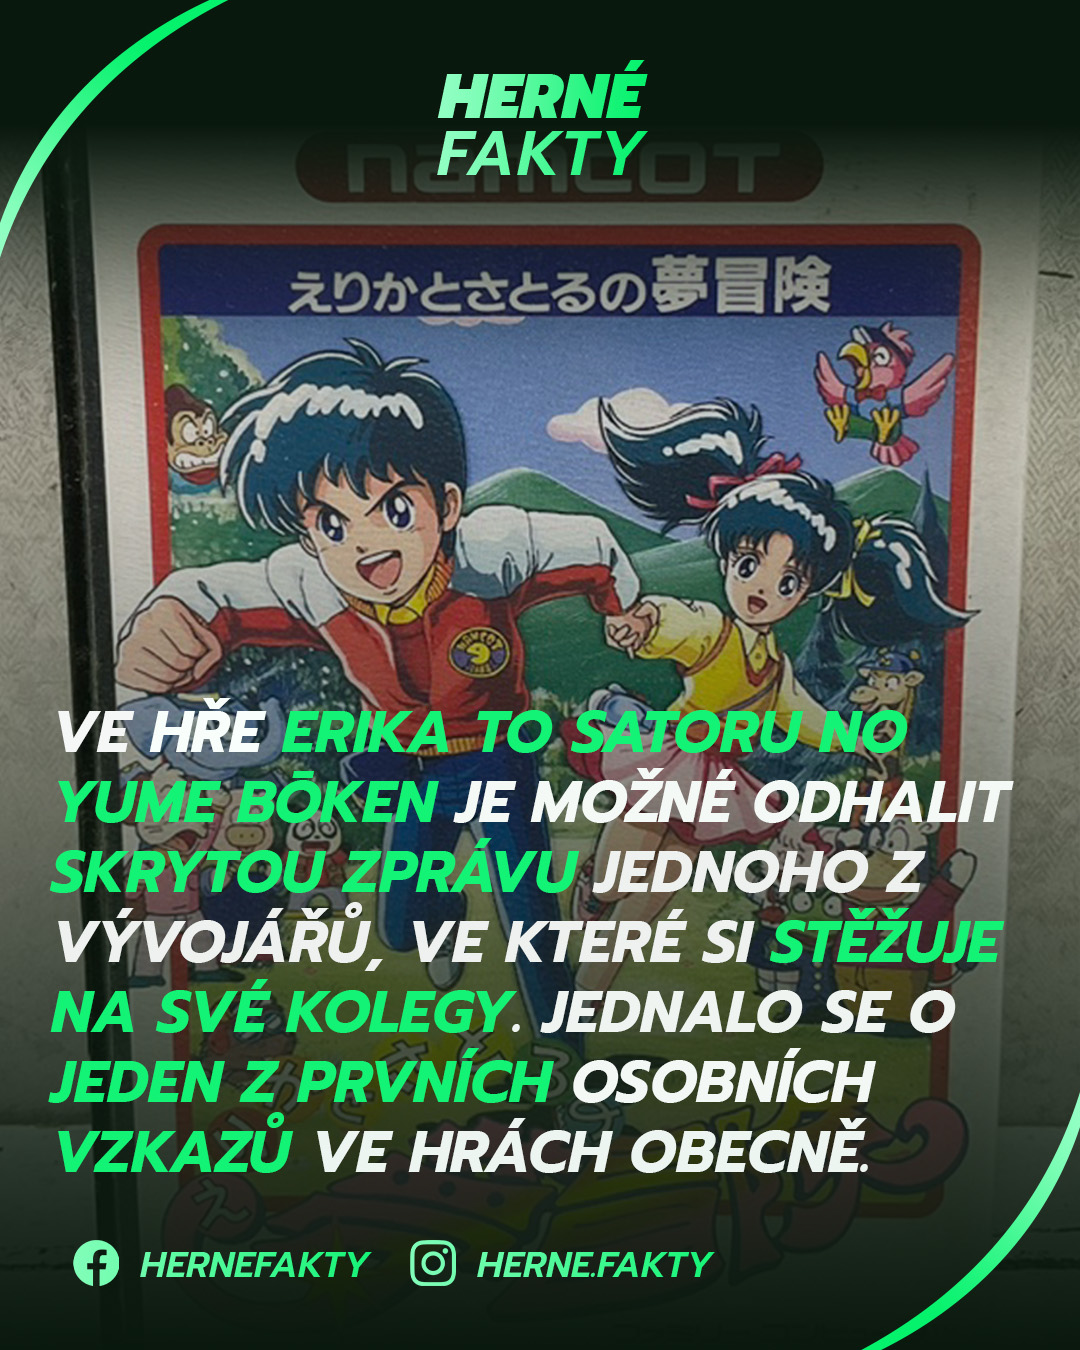 HERNÉ
FAKTY
namcot
えりかとさとるの夢冒険
NAMCOT
VE HŘE ERIKA TO SATORU NO
YUME BŌKEN JE MOŽNÉ ODHALIT
SKRYTOU ZPRÁVU JEDNOHO Z
VÝVOJÁŘŮ, VE KTERÉ SI STĚŽUJE
NA SVÉ KOLEGY. JEDNALO SE O
JEDEN Z PRVNÍCH OSOBNÍCH
VZKAZŮ VE HRÁCH OBECNĚ.
HERNEFAKTY HERNE.FAKTY